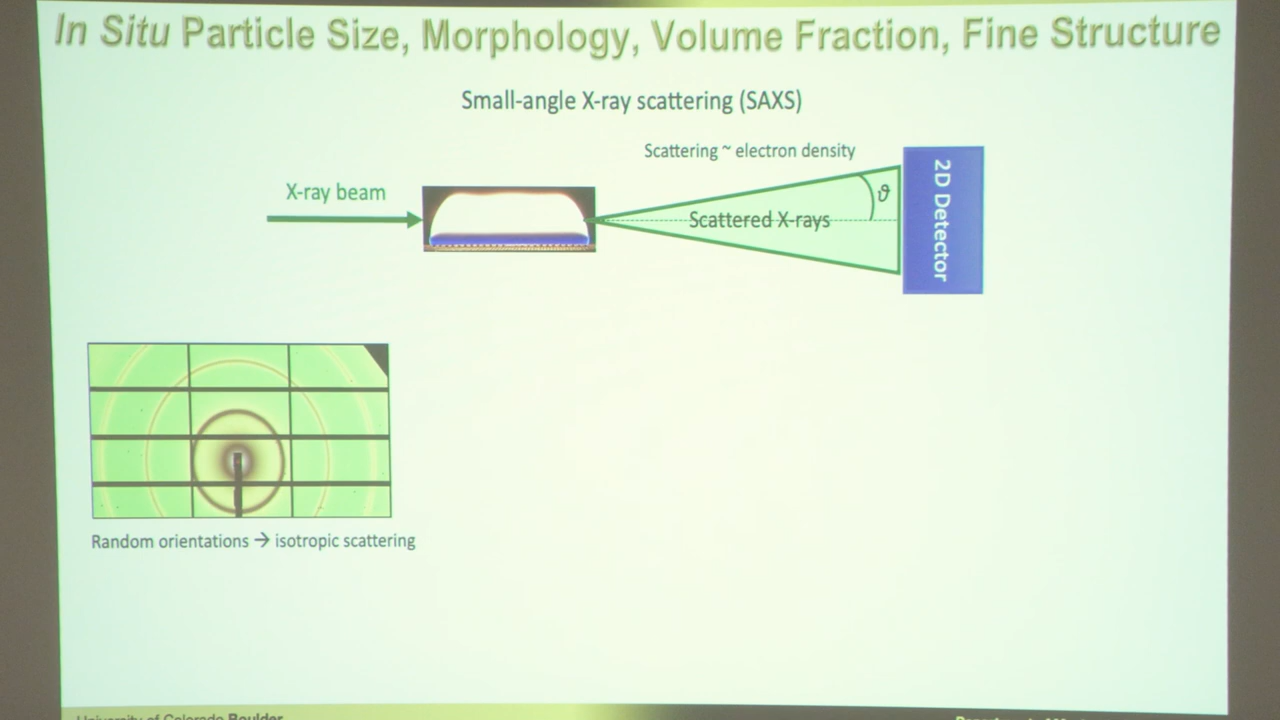 In Situ Particle Size, Morphology, Volume Fraction, Fine Structure
Small-angle X-ray scattering (SAXS)
Scattering ~ electron density
X-ray beam
Scattered X-rays
ϑ
2D Detector
Random orientations → isotropic scattering
University of Colorado Boulder